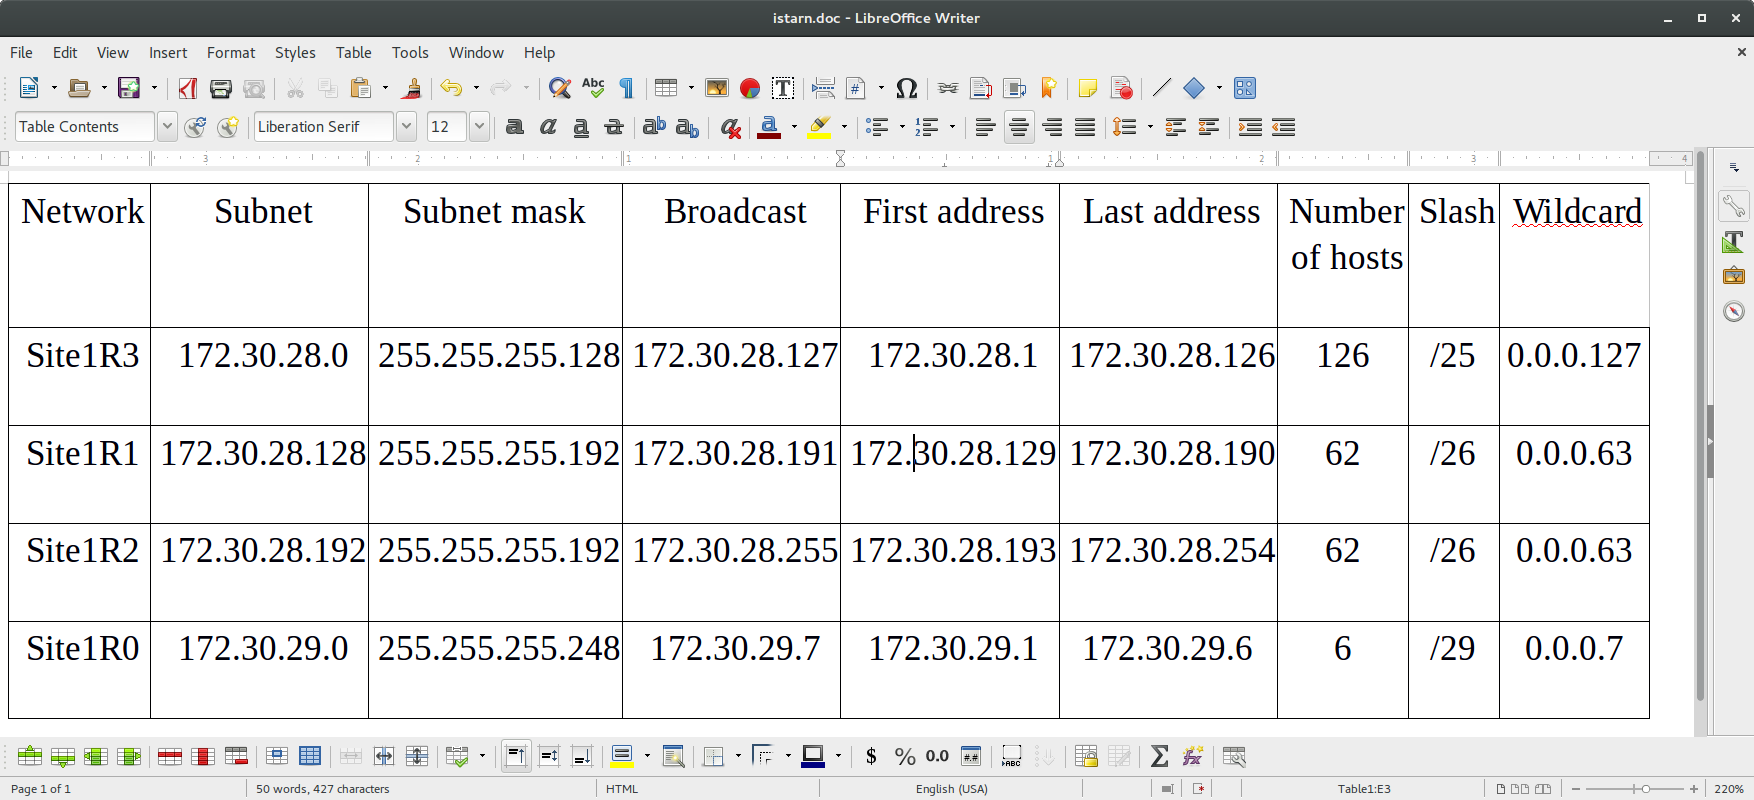 istarn.doc - LibreOffice Writer
File Edit View Insert Format Styles Table Tools Window Help
Abc
Table Contents Liberation Serif 12
3 2 1 1 2 3 4
Network Subnet Subnet mask Broadcast First address Last address Number of hosts Slash Wildcard
Site1R3 172.30.28.0 255.255.255.128 172.30.28.127 172.30.28.1 172.30.28.126 126 /25 0.0.0.127
Site1R1 172.30.28.128 255.255.255.192 172.30.28.191 172.30.28.129 172.30.28.190 62 /26 0.0.0.63
Site1R2 172.30.28.192 255.255.255.192 172.30.28.255 172.30.28.193 172.30.28.254 62 /26 0.0.0.63
Site1R0 172.30.29.0 255.255.255.248 172.30.29.7 172.30.29.1 172.30.29.6 6 /29 0.0.0.7
$ % 0.0
Page 1 of 1 50 words, 427 characters HTML English (USA) Table1:E3 220%